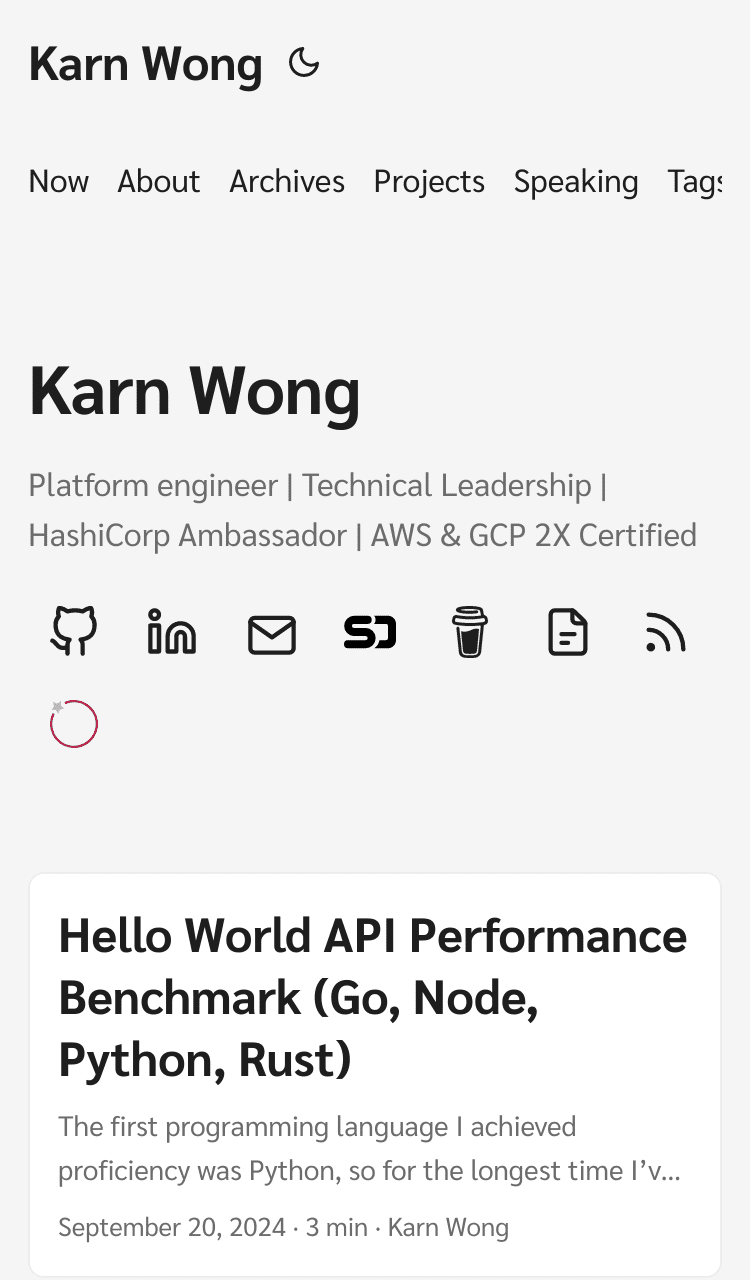 Karn Wong
Now About Archives Projects Speaking Tags
Karn Wong
Platform engineer | Technical Leadership |
HashiCorp Ambassador | AWS & GCP 2X Certified
Hello World API Performance
Benchmark (Go, Node,
Python, Rust)
The first programming language I achieved
proficiency was Python, so for the longest time I’v...
September 20, 2024 · 3 min · Karn Wong